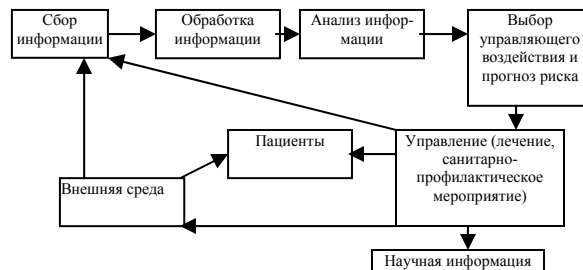 Сбор
информации
Обработка
информации
Анализ инфор-
мации
Выбор
управляющего
воздействия и
прогноз риска
Пациенты
Управление (лечение,
санитарно-
профилактическое
мероприятие)
Внешняя среда
Научная информация